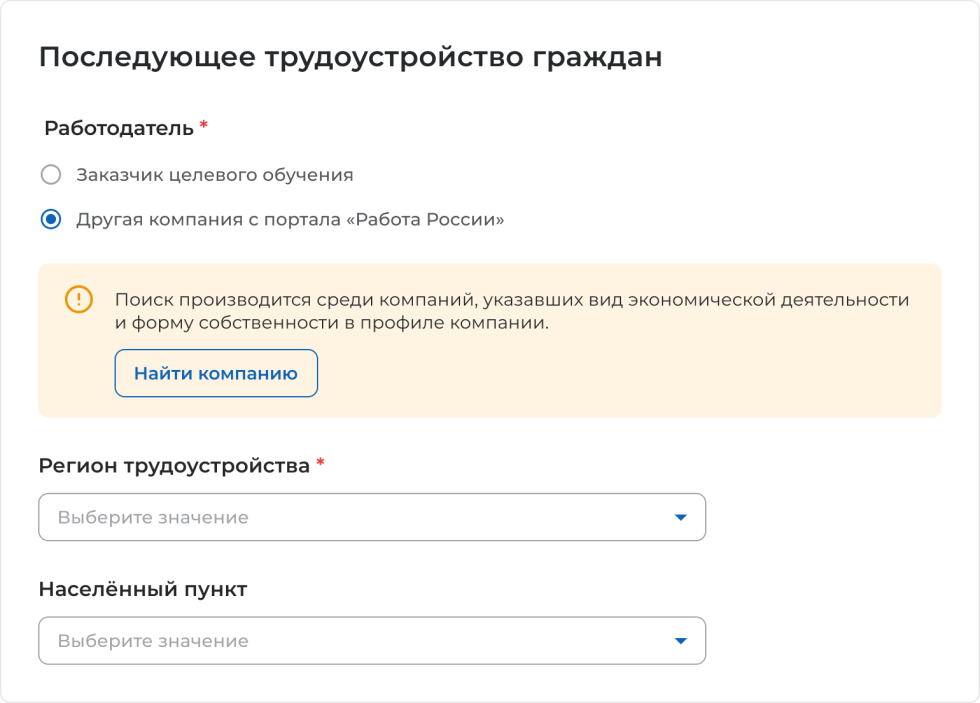 Последующее трудоустройство граждан
Работодатель *
Заказчик целевого обучения
Другая компания с портала «Работа России»
Поиск производится среди компаний, указавших вид экономической деятельности
и форму собственности в профиле компании.
Найти компанию
Регион трудоустройства *
Выберите значение
Населённый пункт
Выберите значение